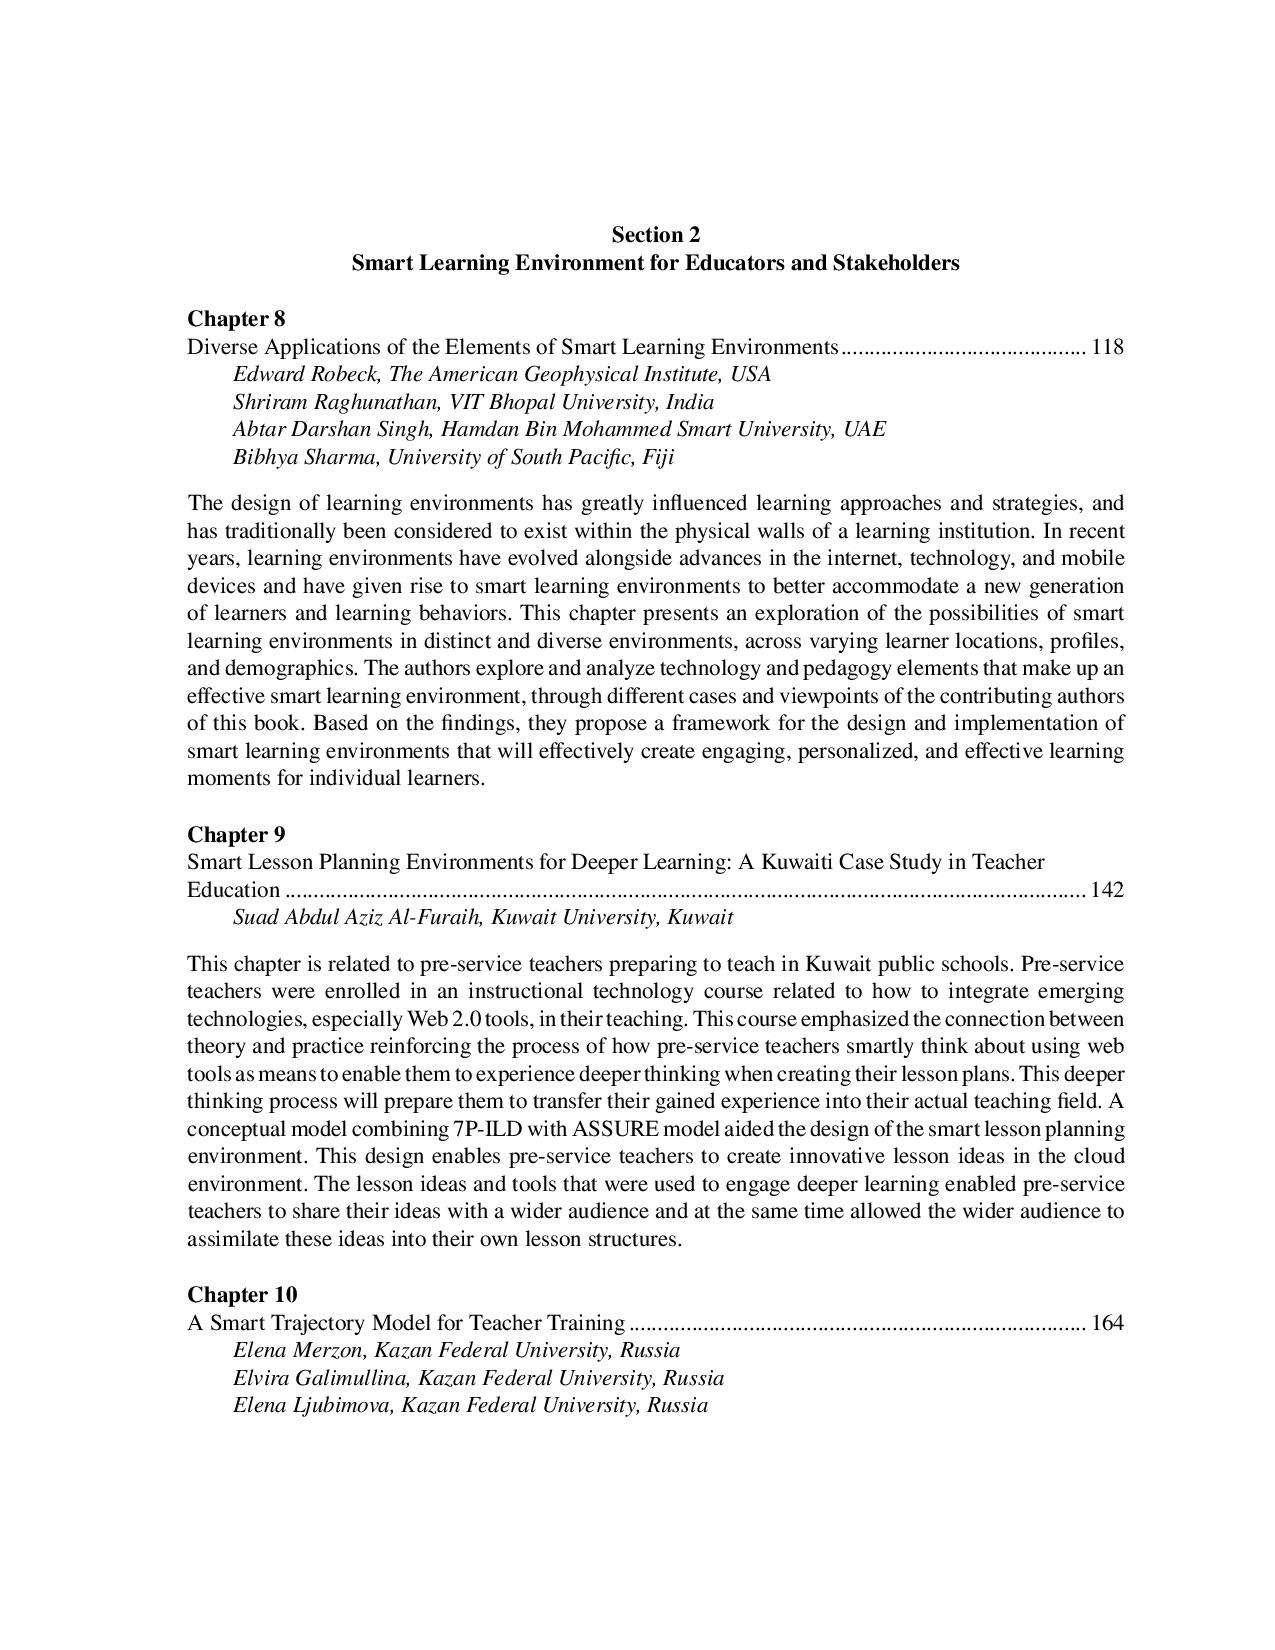 Section 2
Smart Learning Environment for Educators and Stakeholders
Chapter 8
Diverse Applications of the Elements of Smart Learning Environments........................................... 118
Edward Robeck, The American Geophysical Institute, USA
Shriram Raghunathan, VIT Bhopal University, India
Abtar Darshan Singh, Hamdan Bin Mohammed Smart University, UAE
Bibhya Sharma, University of South Pacific, Fiji
The design of learning environments has greatly influenced learning approaches and strategies, and
has traditionally been considered to exist within the physical walls of a learning institution. In recent
years, learning environments have evolved alongside advances in the internet, technology, and mobile
devices and have given rise to smart learning environments to better accommodate a new generation
of learners and learning behaviors. This chapter presents an exploration of the possibilities of smart
learning environments in distinct and diverse environments, across varying learner locations, profiles,
and demographics. The authors explore and analyze technology and pedagogy elements that make up an
effective smart learning environment, through different cases and viewpoints of the contributing authors
of this book. Based on the findings, they propose a framework for the design and implementation of
smart learning environments that will effectively create engaging, personalized, and effective learning
moments for individual learners.
Chapter 9
Smart Lesson Planning Environments for Deeper Learning: A Kuwaiti Case Study in Teacher
Education ............................................................................................................................................ 142
Suad Abdul Aziz Al-Furaih, Kuwait University, Kuwait
This chapter is related to pre-service teachers preparing to teach in Kuwait public schools. Pre-service
teachers were enrolled in an instructional technology course related to how to integrate emerging
technologies, especially Web 2.0 tools, in their teaching. This course emphasized the connection between
theory and practice reinforcing the process of how pre-service teachers smartly think about using web
tools as means to enable them to experience deeper thinking when creating their lesson plans. This deeper
thinking process will prepare them to transfer their gained experience into their actual teaching field. A
conceptual model combining 7P-ILD with ASSURE model aided the design of the smart lesson planning
environment. This design enables pre-service teachers to create innovative lesson ideas in the cloud
environment. The lesson ideas and tools that were used to engage deeper learning enabled pre-service
teachers to share their ideas with a wider audience and at the same time allowed the wider audience to
assimilate these ideas into their own lesson structures.
Chapter 10
A Smart Trajectory Model for Teacher Training ................................................................................ 164
Elena Merzon, Kazan Federal University, Russia
Elvira Galimullina, Kazan Federal University, Russia
Elena Ljubimova, Kazan Federal University, Russia